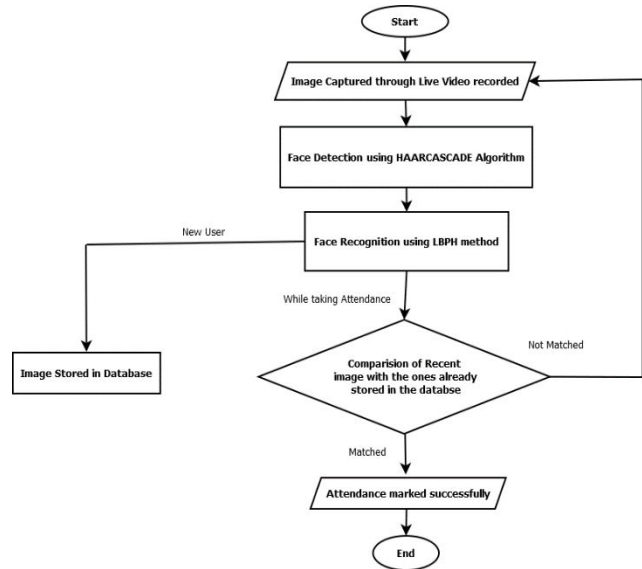 Start
Image Captured through Live Video recorded
Face Detection using HAARCASCADE Algorithm
New User
Face Recognition using LBPH method
While taking Attendance
Image Stored in Database
Comparision of Recent
image with the ones already
stored in the databse
Not Matched
Matched
Attendance marked successfully
End